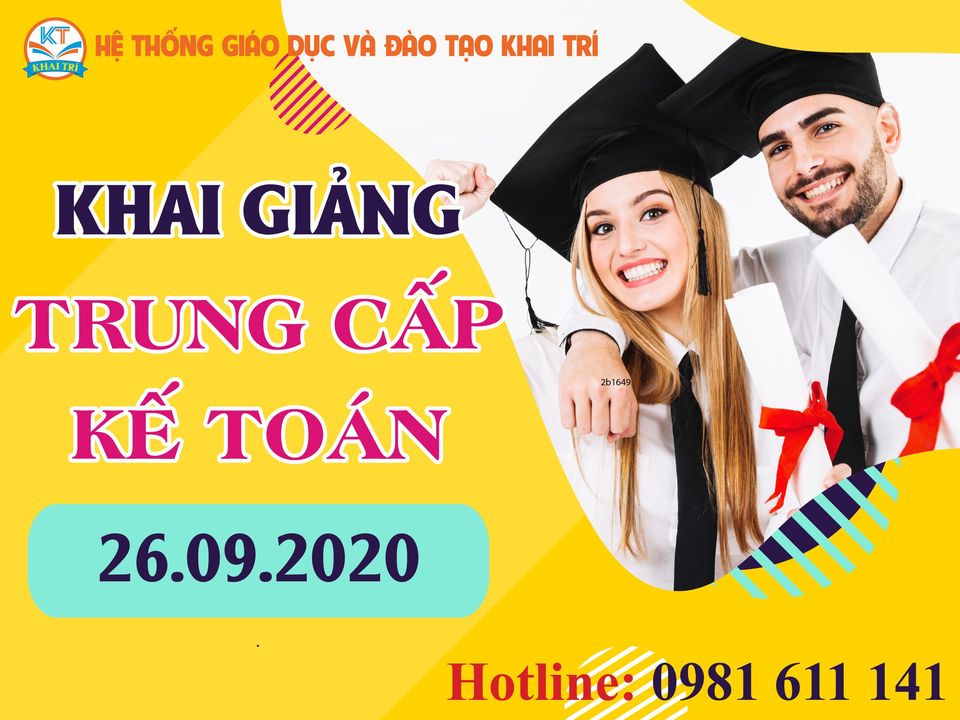 KT
KHAI TRÍ
HỆ THỐNG GIÁO DỤC VÀ ĐÀO TẠO KHAI TRÍ
KHAI GIẢNG
TRUNG CẤP
KẾ TOÁN
2b1649
26.09.2020
Hotline: 0981 611 141